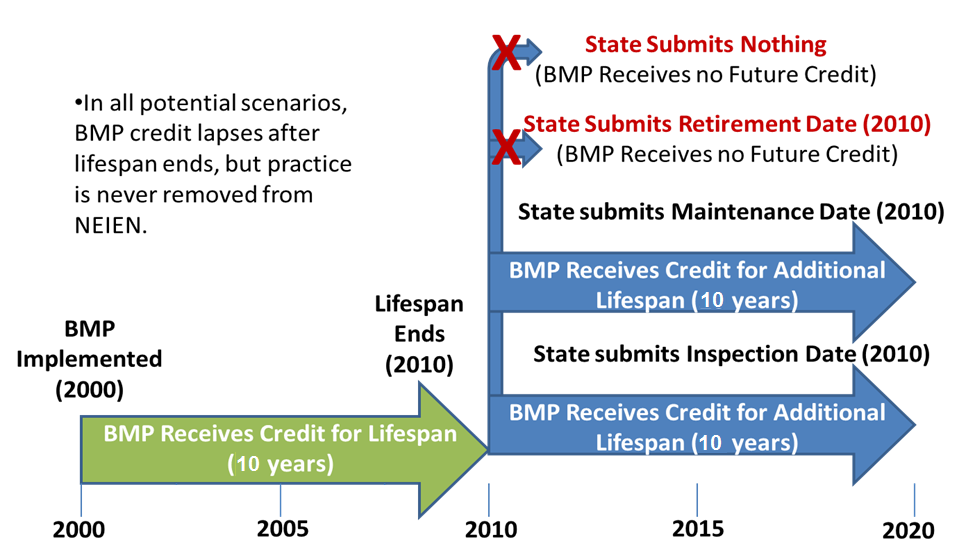 State Submits Nothing
(BMP Receives no Future Credit)
•In all potential scenarios,
BMP credit lapses after
lifespan ends, but practice
is never removed from
NEIEN.
State Submits Retirement Date (2010)
(BMP Receives no Future Credit)
State submits Maintenance Date (2010)
BMP Receives Credit for Additional
Lifespan (10 years)
Lifespan
Ends
(2010)
BMP
Implemented
(2000)
State submits Inspection Date (2010)
BMP Receives Credit for Additional
Lifespan (10 years)
BMP Receives Credit for Lifespan
(10 years)
2000
2005
2010
2015
2020